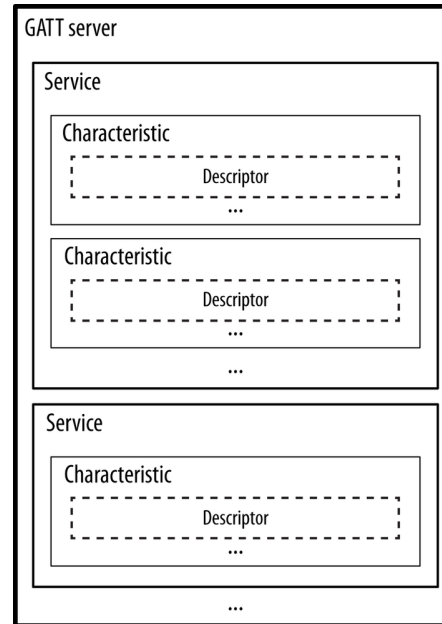 GATT server
Service
Characteristic
Descriptor
...
Characteristic
Descriptor
...
...
Service
Characteristic
Descriptor
...
...